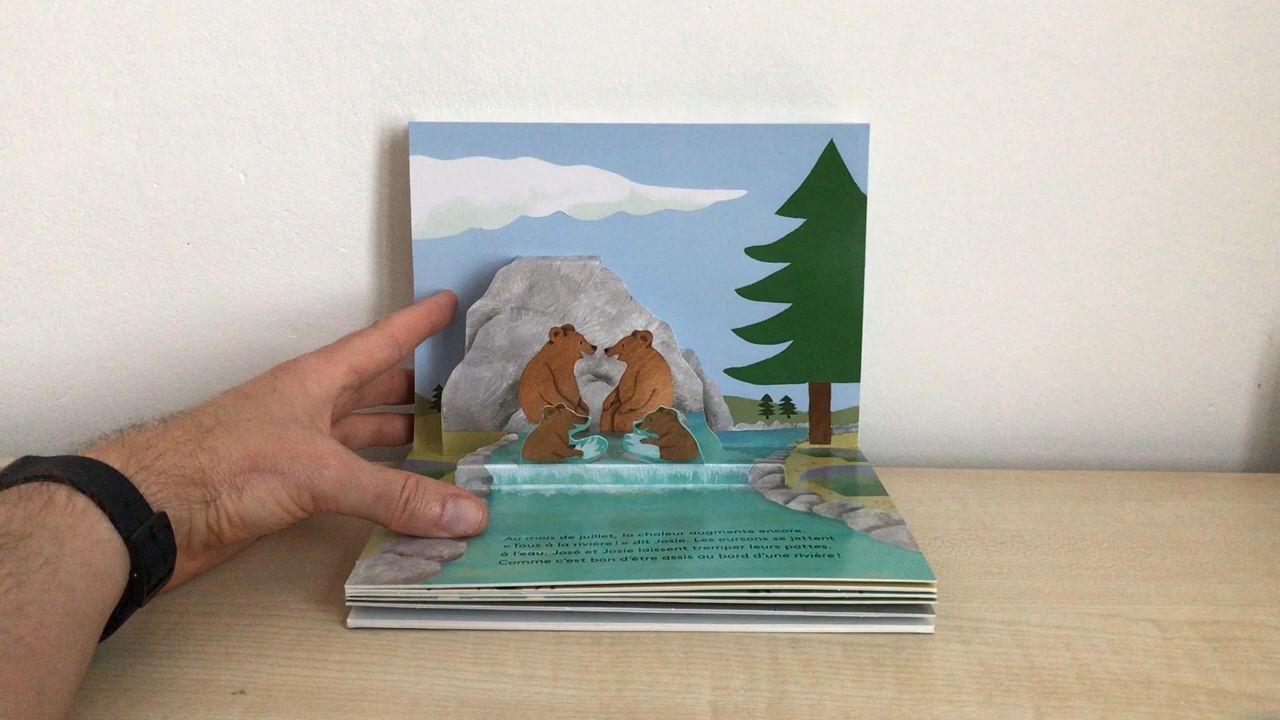 Au mois de juillet, la chaleur augmente encore.
« Tous à la rivière ! » dit Josie. Les oursons se jettent
à l'eau. José et Josie laissent tremper leurs pattes.
Comme c'est bon d'être assis au bord d'une rivière !